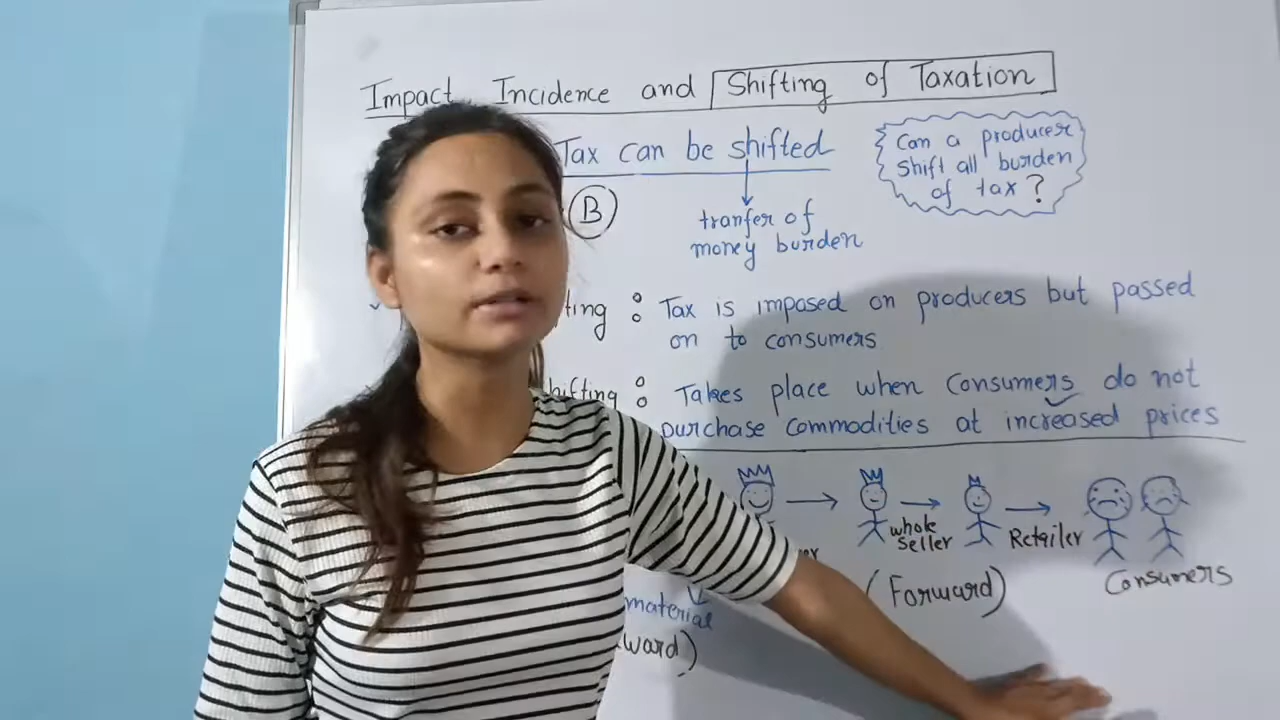 Impact, Incidence and Shifting of Taxation
Tax can be shifted
Can a producer
shift all burden
of tax?
B
tranfer of
money burden
ting : Tax is imposed on producers but passed
on to consumers
hifting : Takes place when Consumers do not
purchase Commodities at increased prices
whole
seller
Retailer
er
Consumers
(Forward)
material
ward)